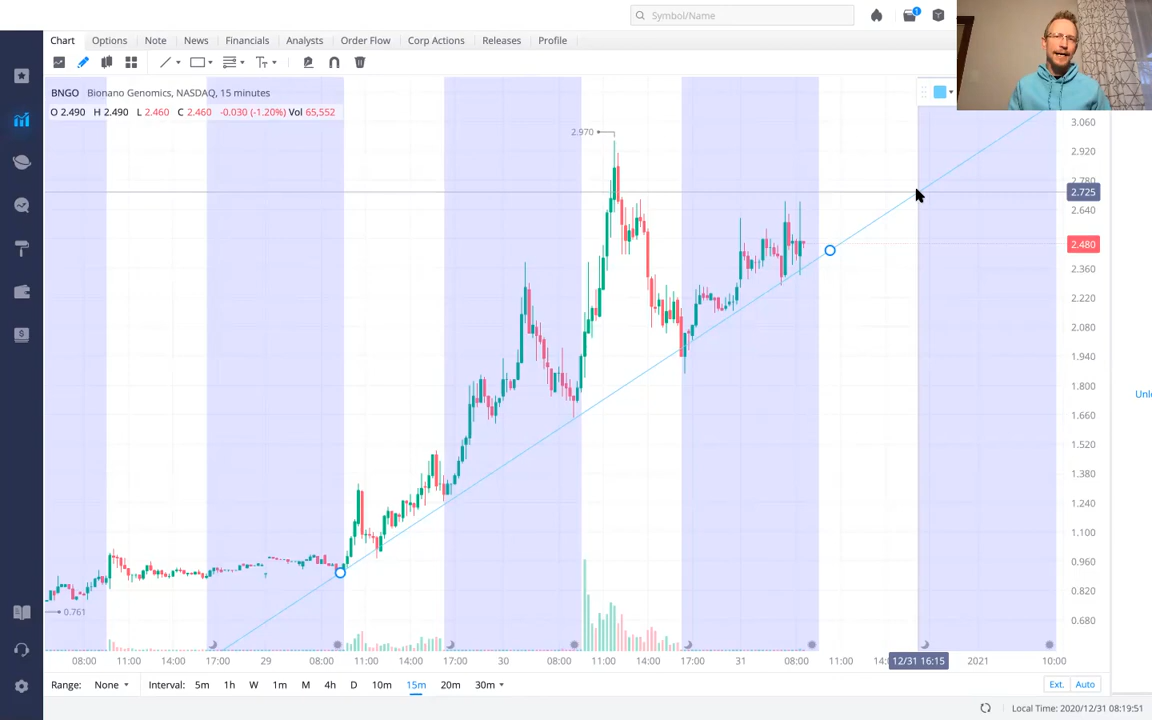 Symbol/Name
1
Chart Options Note News Financials Analysts Order Flow Corp Actions Releases Profile
BNGO Bionano Genomics, NASDAQ, 15 minutes
O 2.490 H 2.490 L 2.460 C 2.460 -0.030 (-1.20%) Vol 65,552
3.060
2.970
2.920
2.780
2.725
2.640
2.480
2.360
2.220
2.080
1.940
1.800
Unlo
1.660
1.520
1.380
1.240
1.100
0.960
0.820
0.761
0.680
08:00 11:00 14:00 17:00 29 08:00 11:00 14:00 17:00 30 08:00 11:00 14:00 17:00 31 08:00 11:00 14: 12/31 16:15 2021 10:00
Range: None Interval: 5m 1h W 1m M 4h D 10m 15m 20m 30m Ext. Auto
Local Time: 2020/12/31 08:19:51